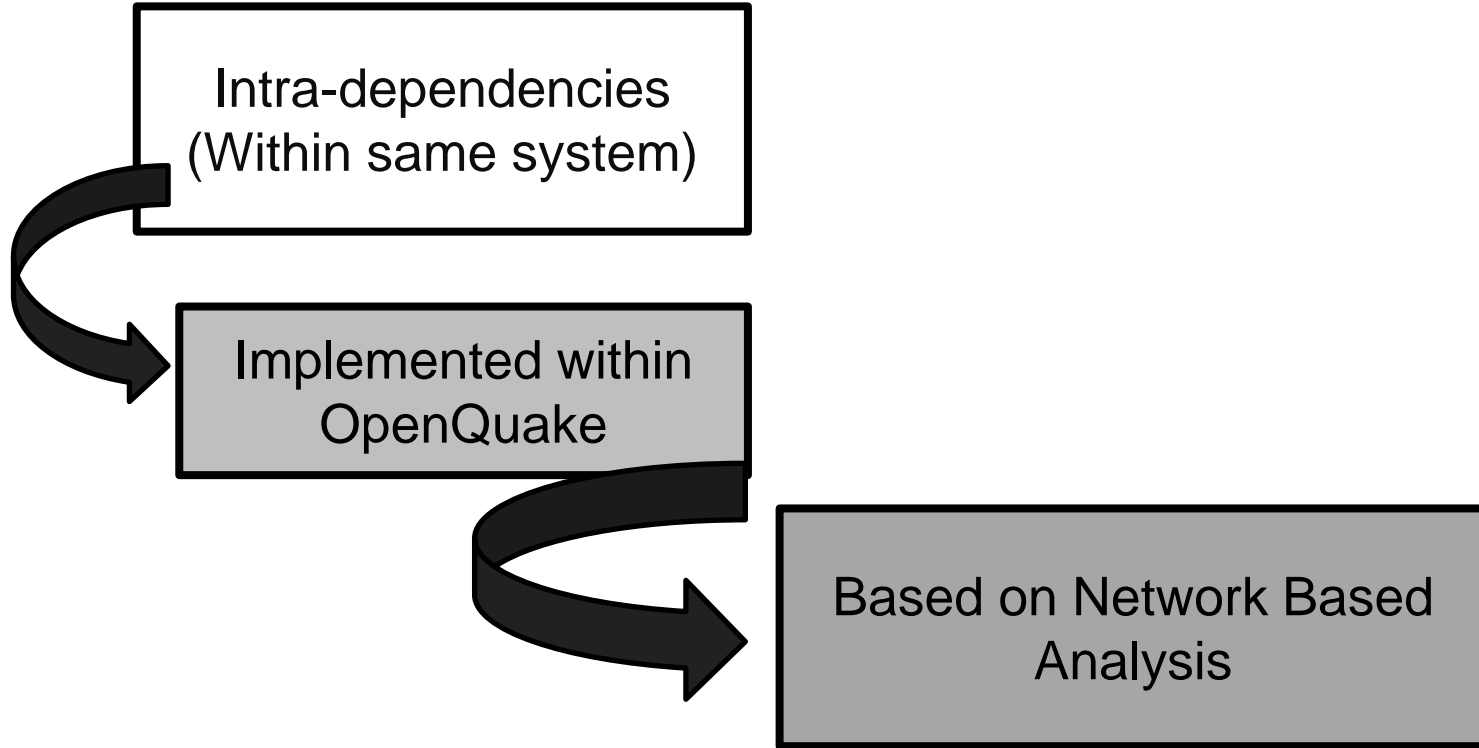 Intra-dependencies
(Within same system)
Implemented within
OpenQuake
Based on Network Based
Analysis